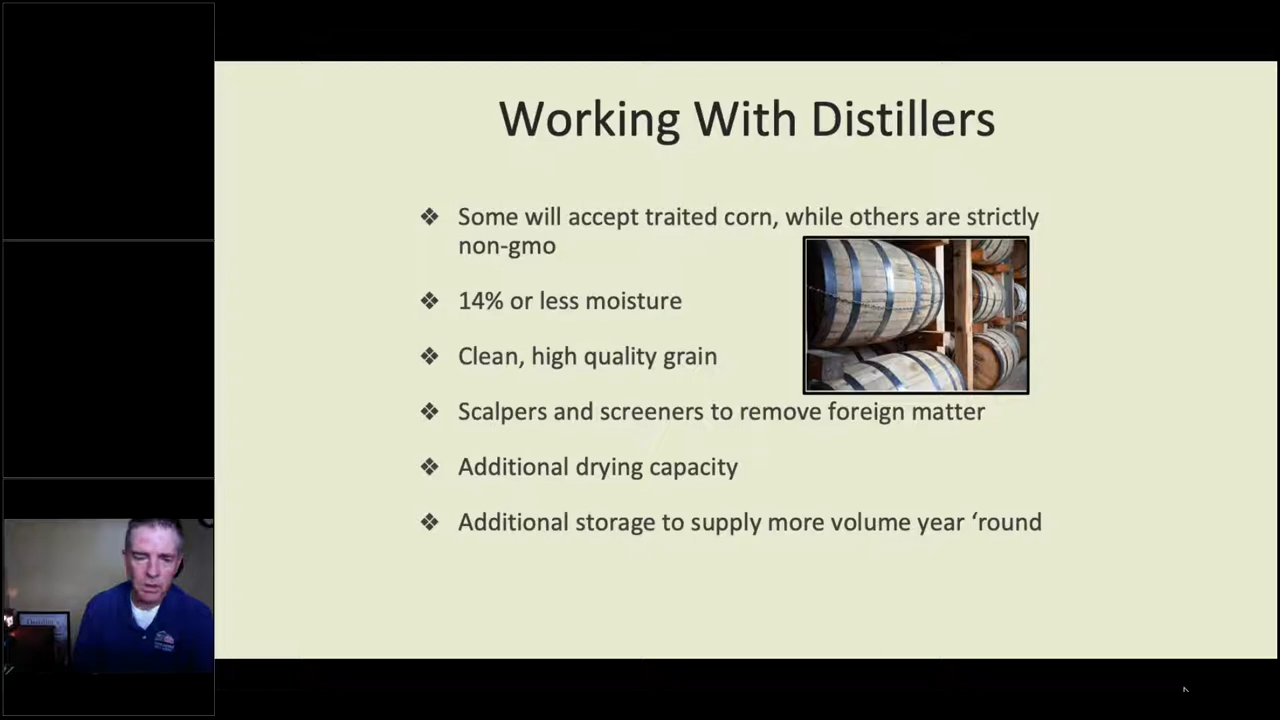 Working With Distillers
❖ Some will accept traited corn, while others are strictly
non-gmo
❖ 14% or less moisture
❖ Clean, high quality grain
❖ Scalpers and screeners to remove foreign matter
❖ Additional drying capacity
❖ Additional storage to supply more volume year ‘round